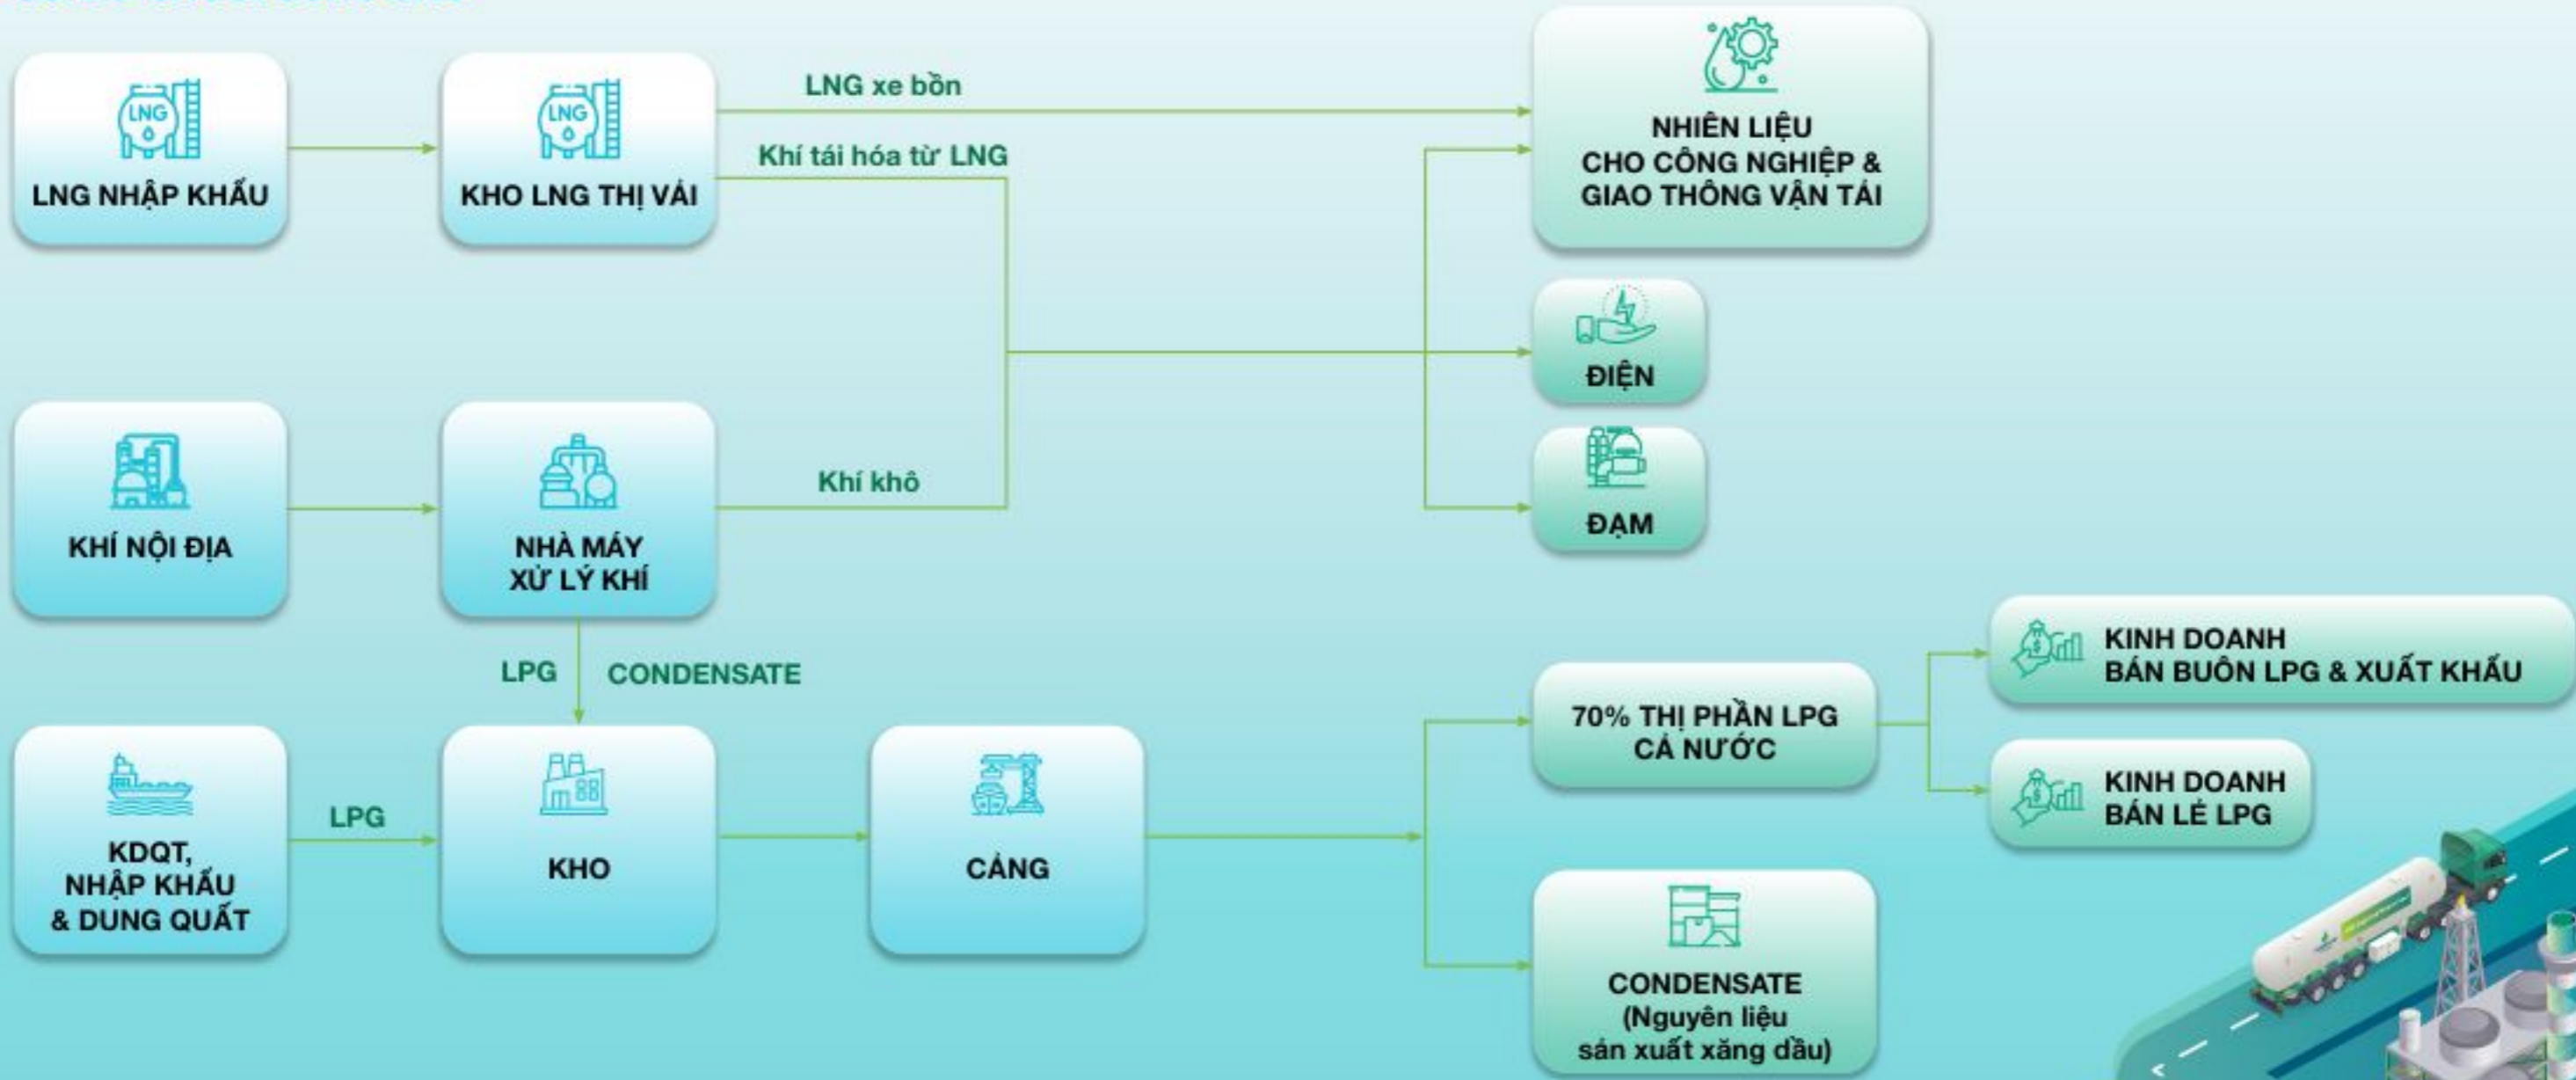 LNG xe bồn
LNG
LNG NHẬP KHẨU
LNG
KHO LNG THỊ VẢI
Khí tái hóa từ LNG
NHIÊN LIỆU
CHO CÔNG NGHIỆP &
GIAO THÔNG VẬN TẢI
ĐIỆN
ĐẠM
KHÍ NỘI ĐỊA
NHÀ MÁY
XỬ LÝ KHÍ
Khí khô
LPG
CONDENSATE
KDQT,
NHẬP KHẨU
& DUNG QUẤT
LPG
KHO
CẢNG
70% THỊ PHẦN LPG
CẢ NƯỚC
KINH DOANH
BÁN BUÔN LPG & XUẤT KHẨU
KINH DOANH
BÁN LẺ LPG
CONDENSATE
(Nguyên liệu
sản xuất xăng dầu)